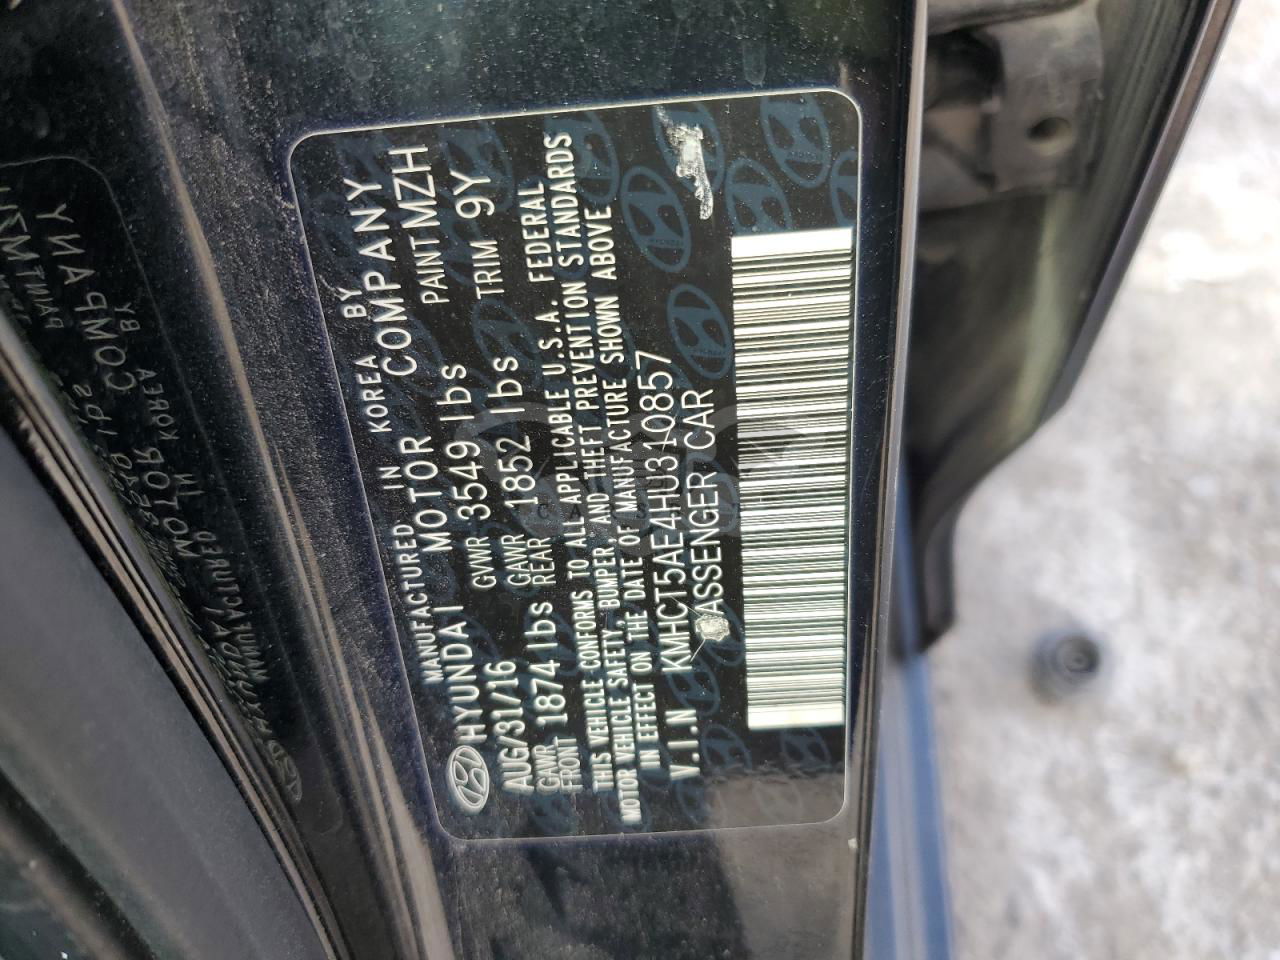 MANUFACTURED IN KOREA BY
HYUNDAI MOTOR COMPANY
AUG/31/16 GVWR 3549 lbs PAINT MZH
GAWR FRONT 1874 lbs GAWR REAR 1852 lbs TRIM 9Y
THIS VEHICLE CONFORMS TO ALL APPLICABLE U.S.A. FEDERAL
MOTOR VEHICLE SAFETY, BUMPER, AND THEFT PREVENTION STANDARDS
IN EFFECT ON THE DATE OF MANUFACTURE SHOWN ABOVE
V.I.N KMHCT5AE4HU310857
PASSENGER CAR